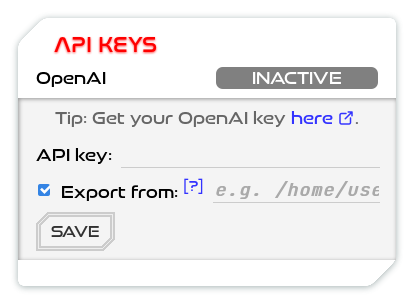 API KEYS
OpenAI INACTIVE
Tip: Get your OpenAI key here.
API key:
Export from: [?] e.g. /home/use
SAVE